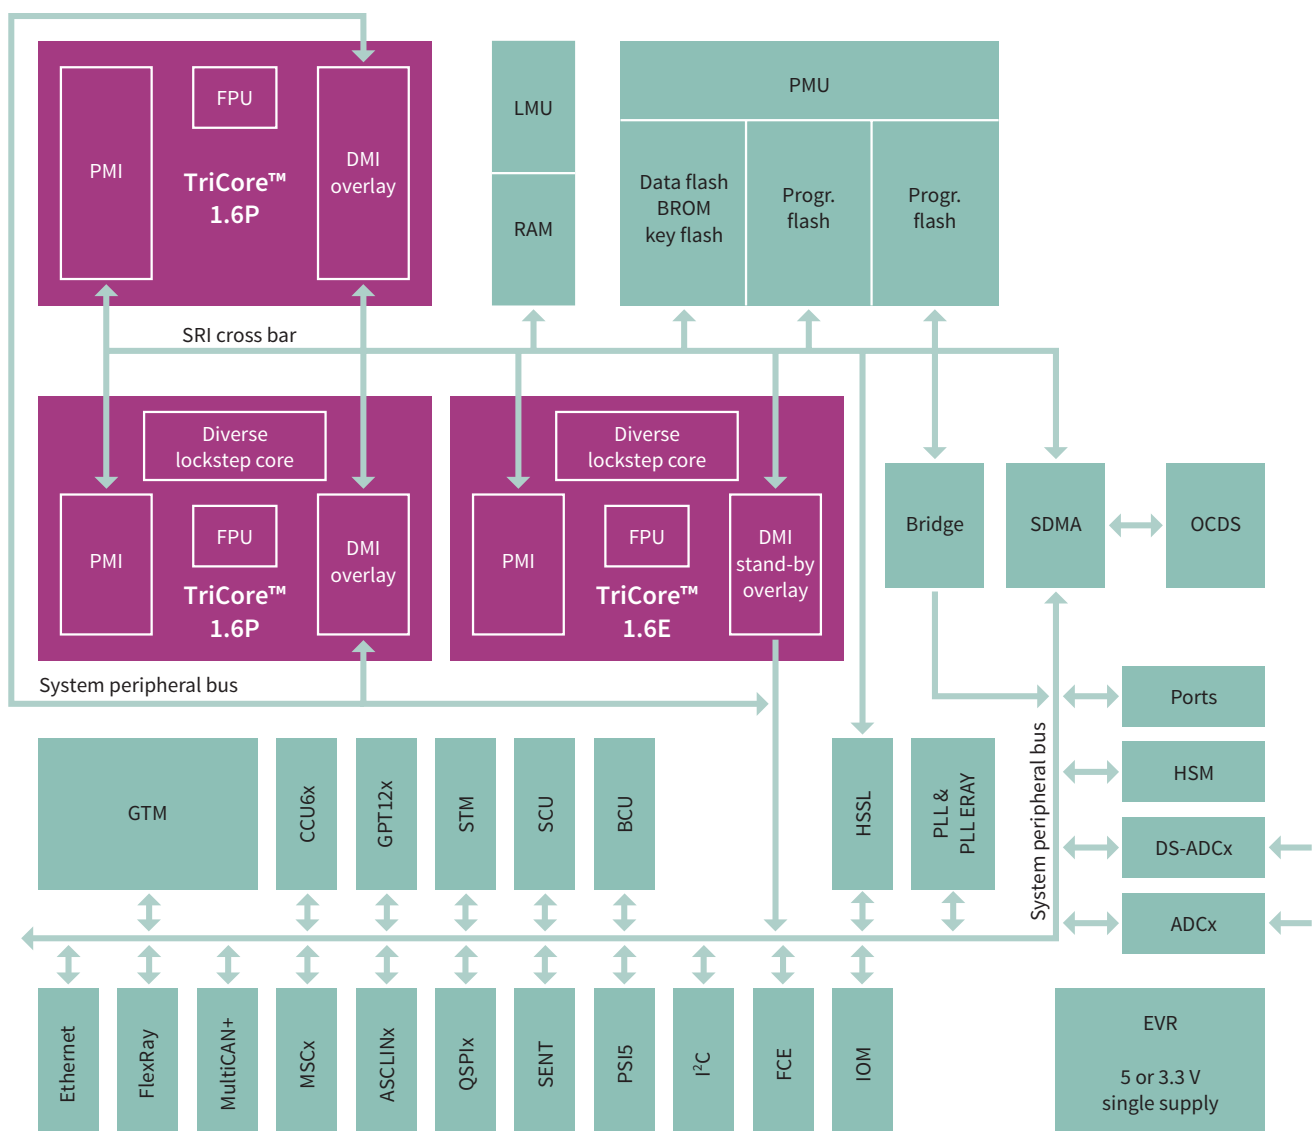 FPU
PMI
TriCore™
1.6P
DMI
overlay
LMU
RAM
PMU
Data flash
BROM
key flash
Progr.
flash
Progr.
flash
SRI cross bar
Diverse
lockstep core
PMI
FPU
TriCore™
1.6P
DMI
overlay
Diverse
lockstep core
PMI
FPU
TriCore™
1.6E
DMI
stand-by
overlay
Bridge
SDMA
OCDS
System peripheral bus
System peripheral bus
Ports
HSM
DS-ADCx
ADCx
GTM
CCU6x
GPT12x
STM
SCU
BCU
HSSL
PLL &
PLL ERAY
Ethernet
FlexRay
MultiCAN+
MSCx
ASCLINx
QSPIx
SENT
PSI5
I²C
FCE
IOM
EVR
5 or 3.3 V
single supply